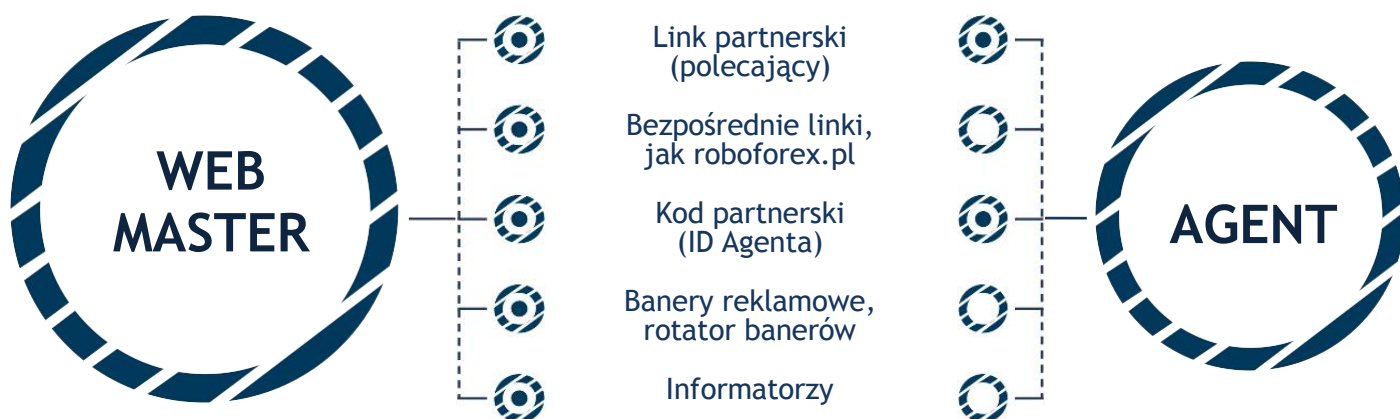 WEB
MASTER
Link partnerski
(polecający)
Bezpośrednie linki,
jak roboforex.pl
Kod partnerski
(ID Agenta)
Banery reklamowe,
rotator banerów
Informatorzy
AGENT